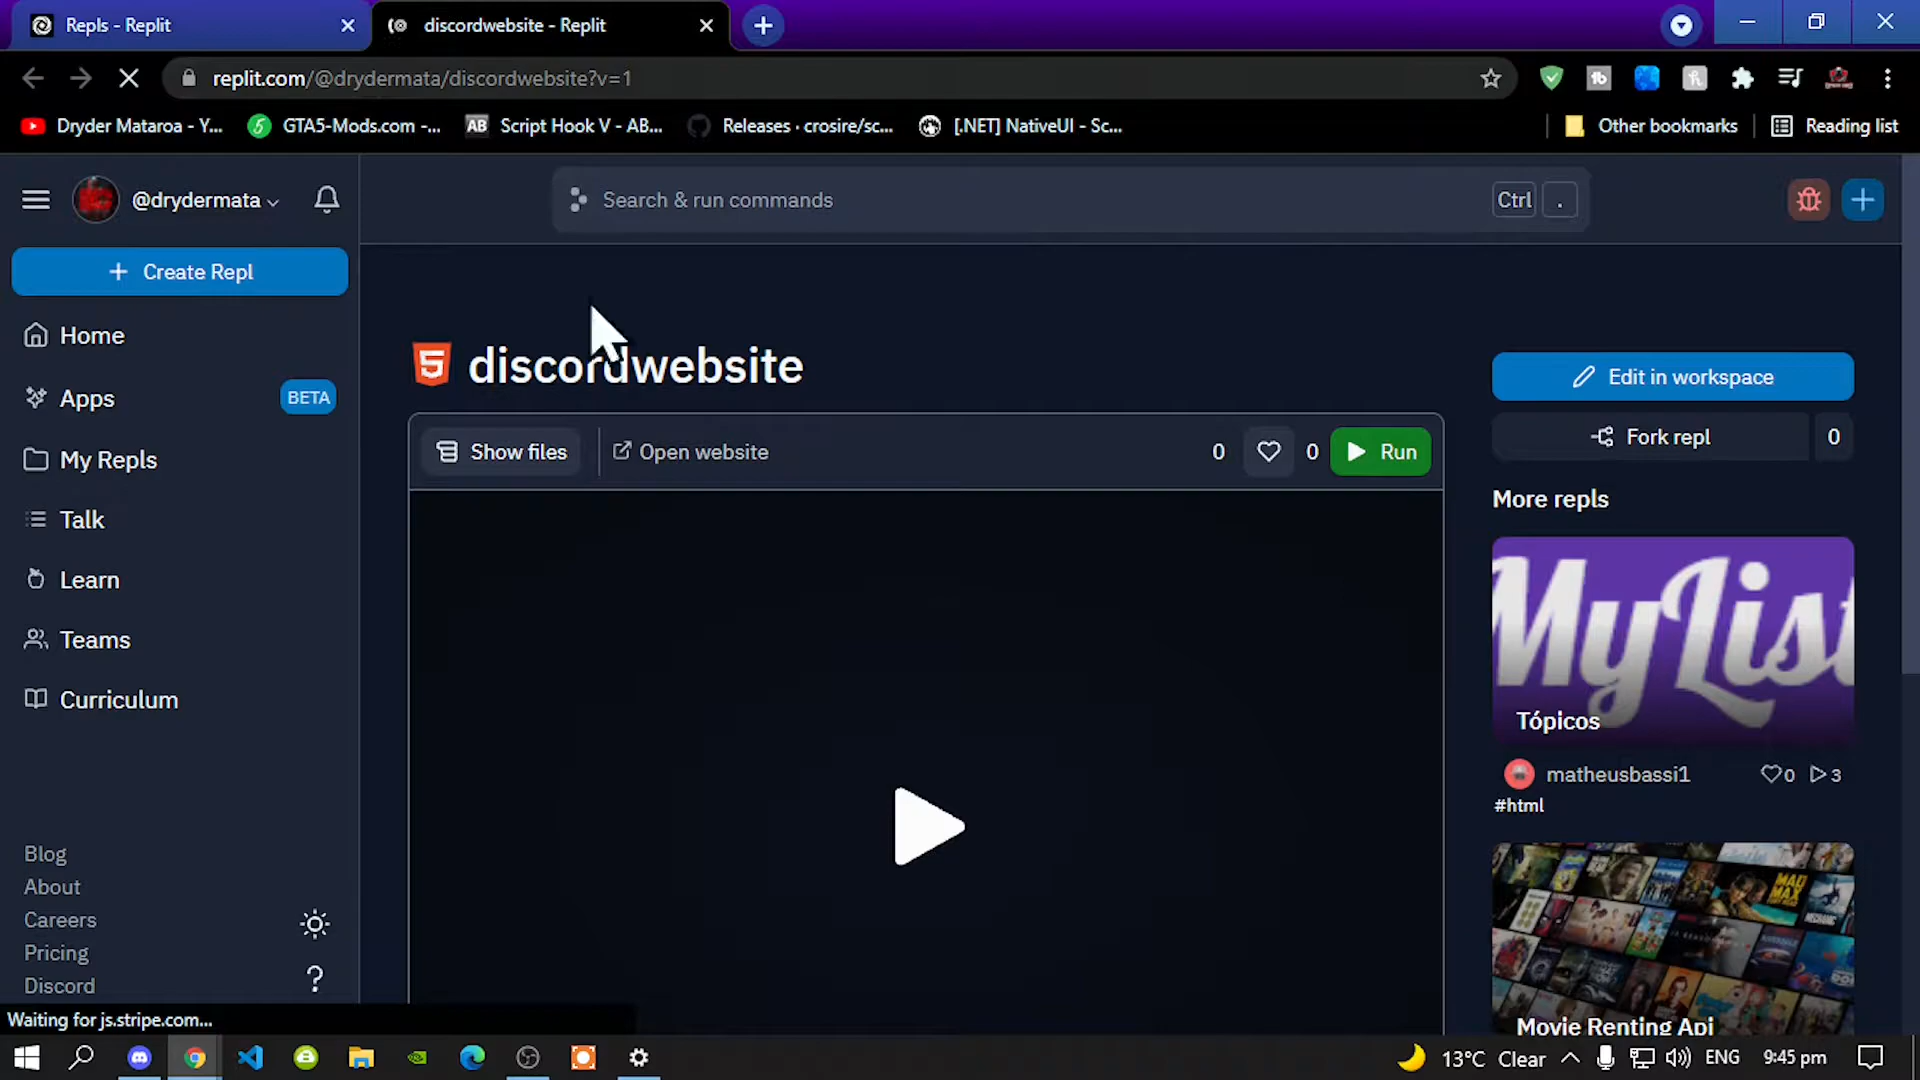 Repls - Replit
discordwebsite - Replit
replit.com/@drydermata/discordwebsite?v=1
Dryder Mataroa - Y...
GTA5-Mods.com -...
AB
Script Hook V - AB...
Releases · crosire/sc...
[.NET] NativeUI - Sc...
Other bookmarks
Reading list
@drydermata
Search & run commands
Ctrl
.
Create Repl
Home
Apps
BETA
My Repls
Talk
Learn
Teams
Curriculum
Blog
About
Careers
Pricing
Discord
?
Waiting for js.stripe.com...
discordwebsite
Show files
Open website
0
0
Run
Edit in workspace
Fork repl
0
More repls
MyList
Tópicos
matheusbassi1
0
3
#html
MAD MAX
Movie Renting Api
13°C Clear
ENG
9:45 pm